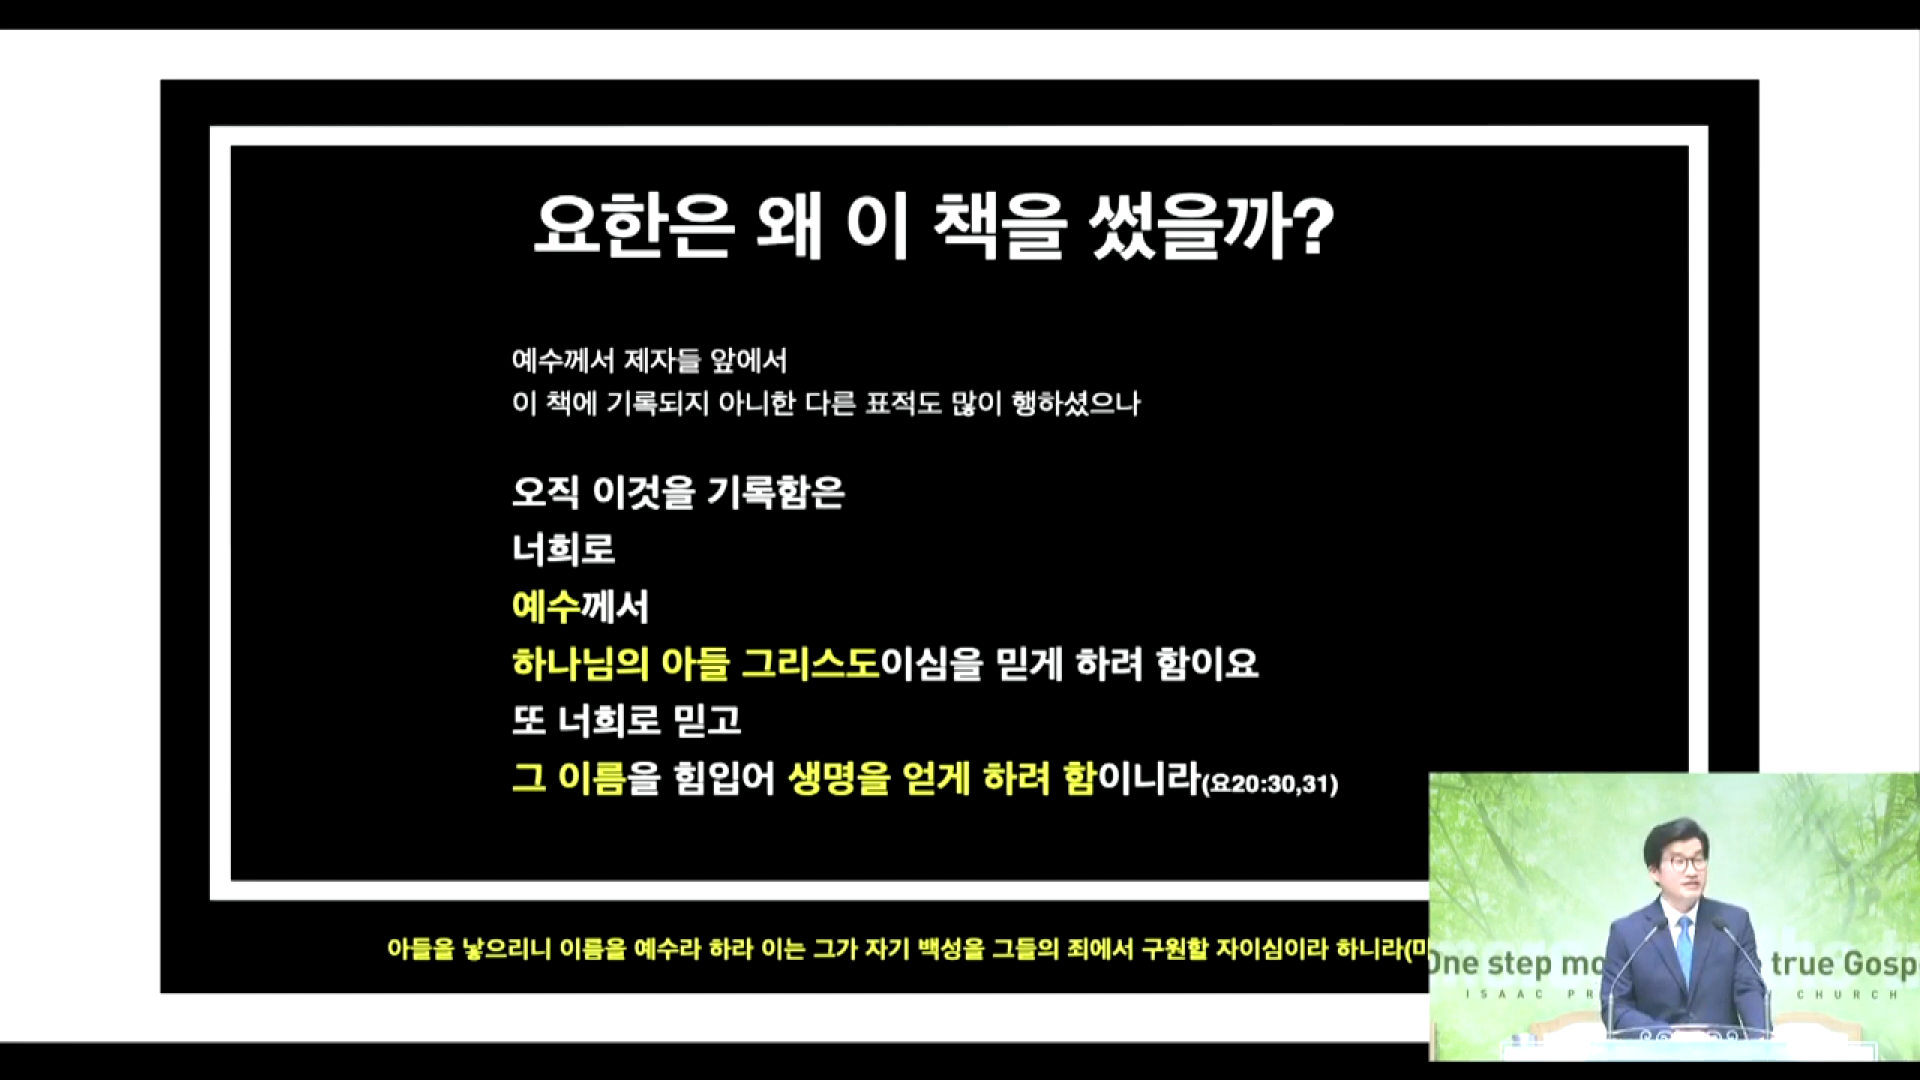 요한은 왜 이 책을 썼을까?
예수께서 제자들 앞에서
이 책에 기록되지 아니한 다른 표적도 많이 행하셨으나
오직 이것을 기록함은
너희로
예수께서
하나님의 아들 그리스도이심을 믿게 하려 함이요
또 너희로 믿고
그 이름을 힘입어 생명을 얻게 하려 함이니라(요20:30,31)
아들을 낳으리니 이름을 예수라 하라 이는 그가 자기 백성을 그들의 죄에서 구원할 자이심이라 하니라(마
One step mo true Gosp
ISAAC PR CHURCH